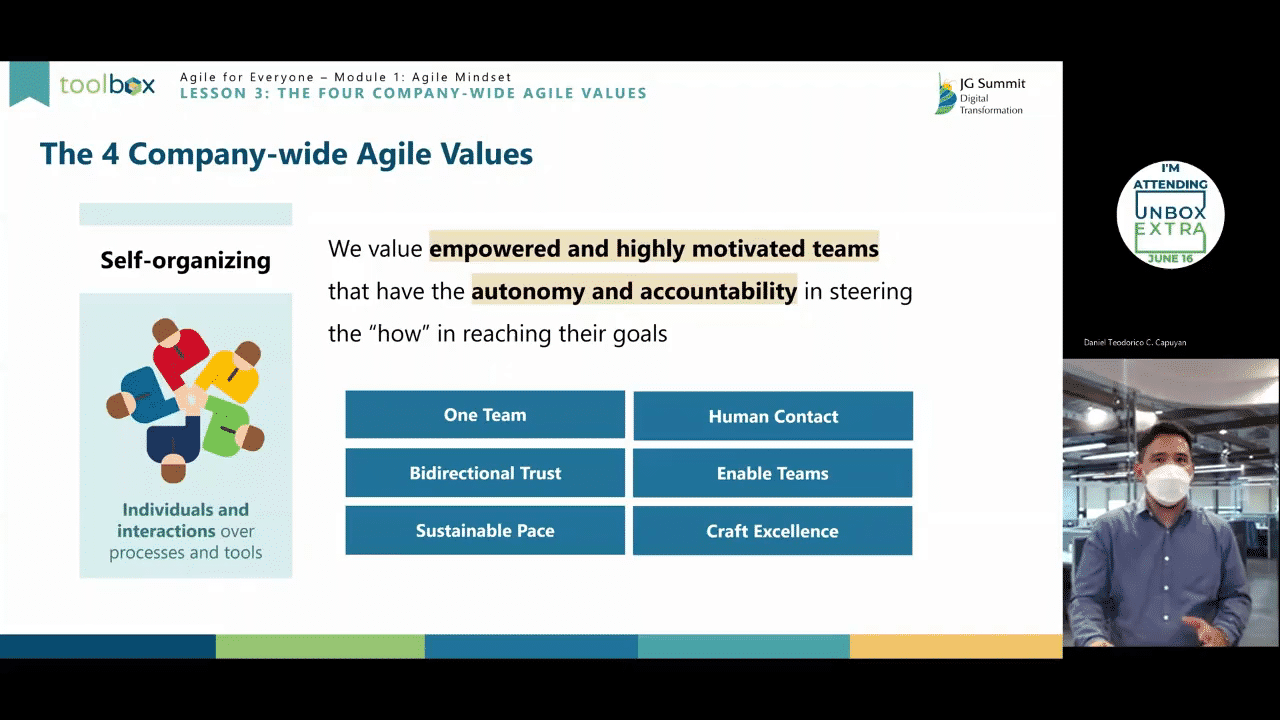 toolbox
Agile for Everyone – Module 1: Agile Mindset
LESSON 3: THE FOUR COMPANY-WIDE AGILE VALUES
JG Summit
Digital
Transformation
The 4 Company-wide Agile Values
Self-organizing
Individuals and
interactions over
processes and tools
We value empowered and highly motivated teams
that have the autonomy and accountability in steering
the “how” in reaching their goals
One Team
Human Contact
Bidirectional Trust
Enable Teams
Sustainable Pace
Craft Excellence
I'M
ATTENDING
UNBOX
EXTRA
JUNE 16
Daniel Teodorico C. Capuyan